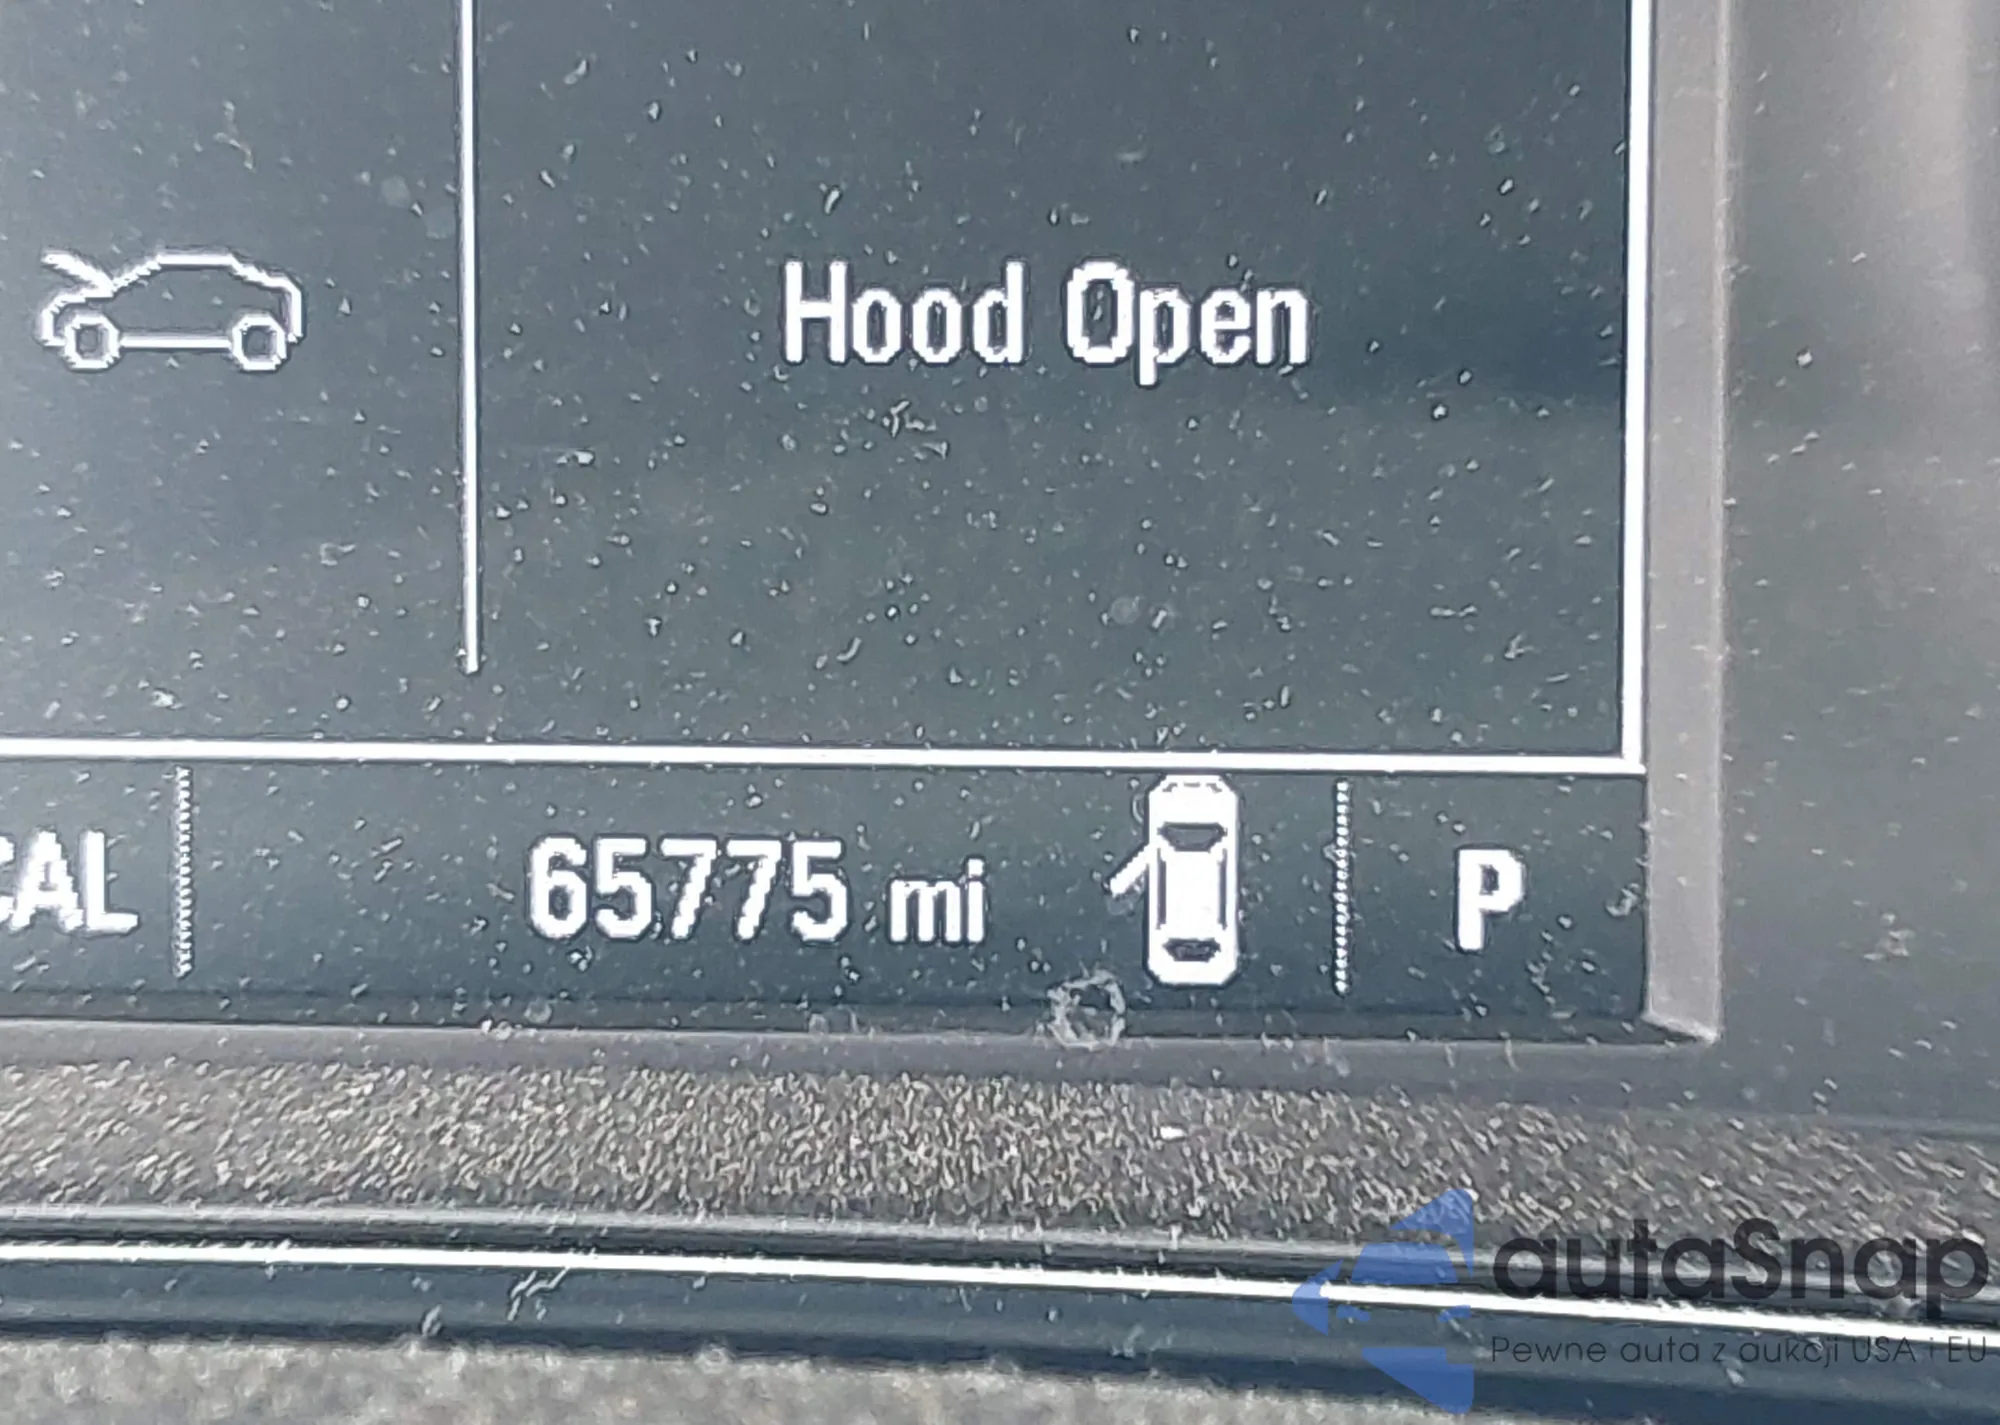 Hood Open
CAL 65775 mi P
autaSnap
Pewne auta z aukcji USA i EU